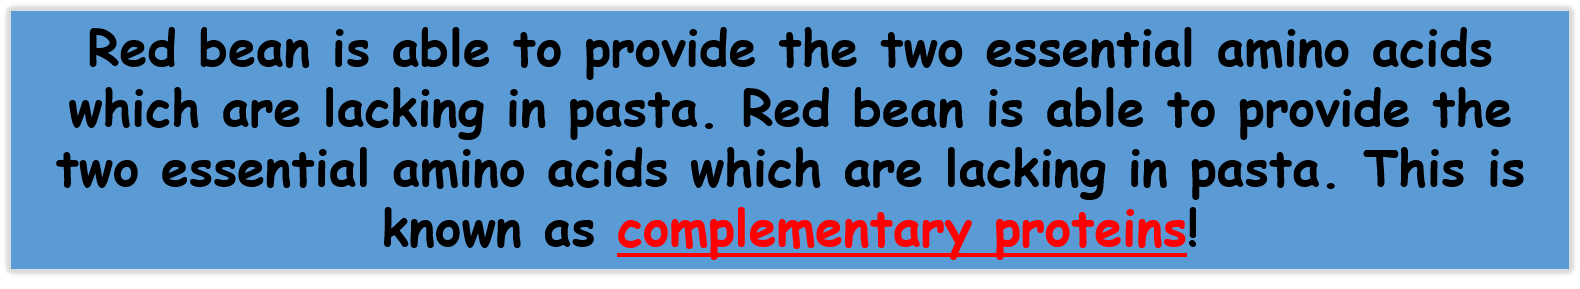 Red bean is able to provide the two essential amino acids
which are lacking in pasta. Red bean is able to provide the
two essential amino acids which are lacking in pasta. This is
known as complementary proteins!